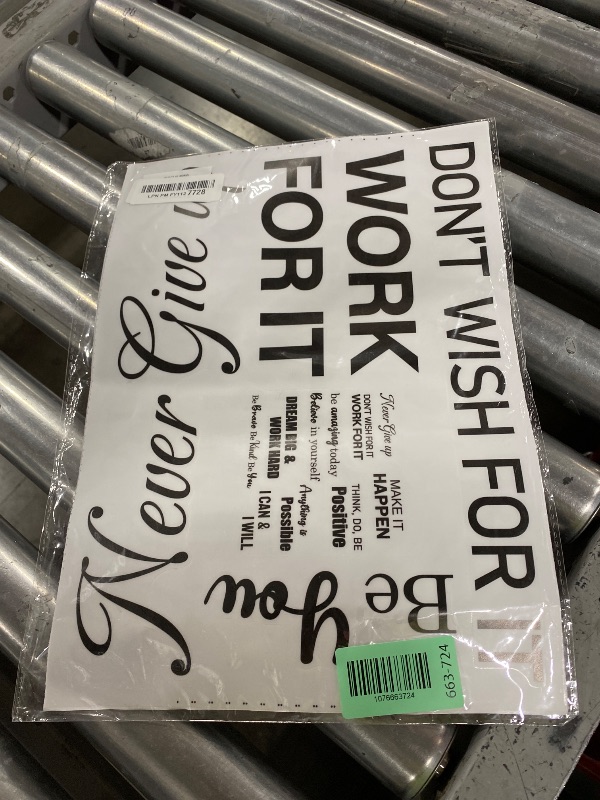 DON'T WISH FOR IT
WORK
FOR IT
Never Give u
Never Give up
DON'T WISH FOR IT
WORK FOR IT
be amazing today
Believe in yourself
DREAM BIG &
WORK HARD
Be Brave Be Kind Be You
MAKE IT
HAPPEN
THINK, DO, BE
Positive
Anything is
Possible
I CAN &
I WILL
Be
You
1076663724
663-724